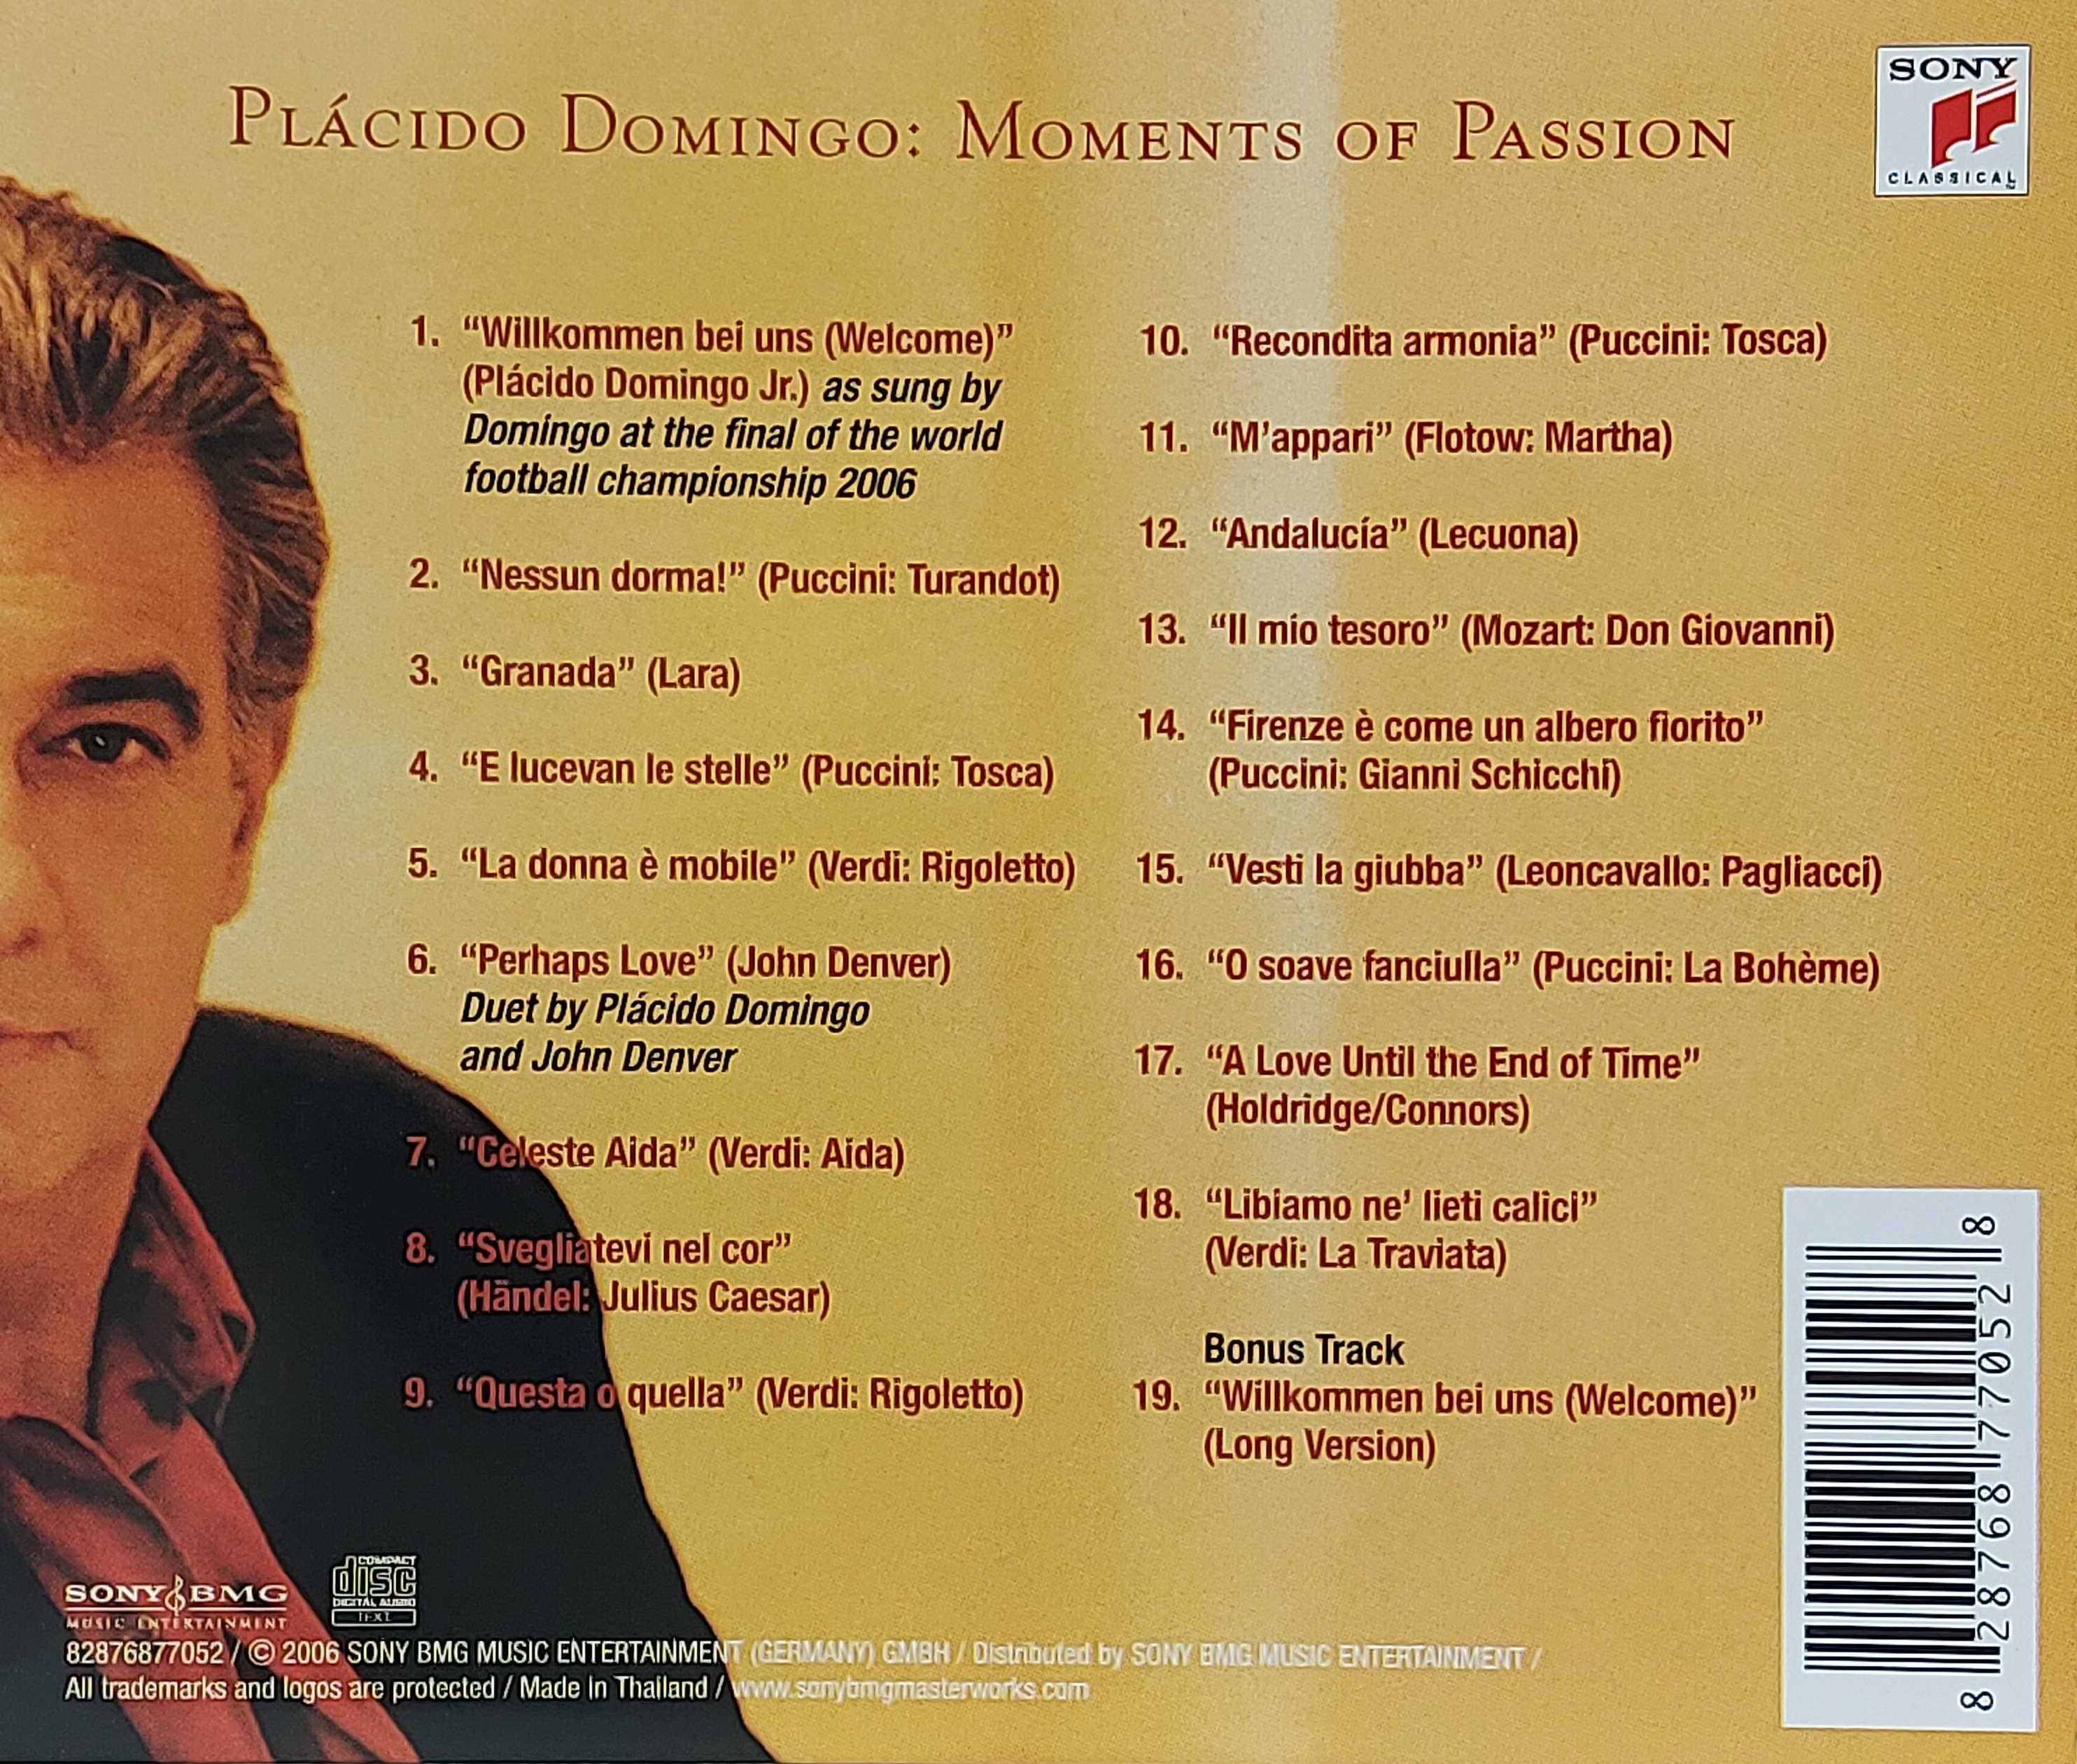 PLÁCIDO DOMINGO: MOMENTS OF PASSION
SONY
CLASSICAL
1. “Willkommen bei uns (Welcome)”
(Plácido Domingo Jr.) as sung by
Domingo at the final of the world
football championship 2006
2. “Nessun dorma!” (Puccini: Turandot)
3. “Granada” (Lara)
4. “E lucevan le stelle” (Puccini: Tosca)
5. “La donna è mobile” (Verdi: Rigoletto)
6. “Perhaps Love” (John Denver)
Duet by Plácido Domingo
and John Denver
7. “Celeste Aida” (Verdi: Aida)
8. “Svegliatevi nel cor”
(Händel: Julius Caesar)
9. “Questa o quella” (Verdi: Rigoletto)
10. “Recondita armonia” (Puccini: Tosca)
11. “M’appari” (Flotow: Martha)
12. “Andalucía” (Lecuona)
13. “Il mio tesoro” (Mozart: Don Giovanni)
14. “Firenze è come un albero fiorito”
(Puccini: Gianni Schicchi)
15. “Vesti la giubba” (Leoncavallo: Pagliacci)
16. “O soave fanciulla” (Puccini: La Bohème)
17. “A Love Until the End of Time”
(Holdridge/Connors)
18. “Libiamo ne' lieti calici”
(Verdi: La Traviata)
Bonus Track
19. “Willkommen bei uns (Welcome)”
(Long Version)
8 28768 77052 8
SONY BMG
MUSIC ENTERTAINMENT
COMPACT
disc
DIGITAL AUDIO
TEXT
82876877052 / © 2006 SONY BMG MUSIC ENTERTAINMENT (GERMANY) GMBH / Distributed by SONY BMG MUSIC ENTERTAINMENT /
All trademarks and logos are protected / Made in Thailand / www.sonybmgmasterworks.com